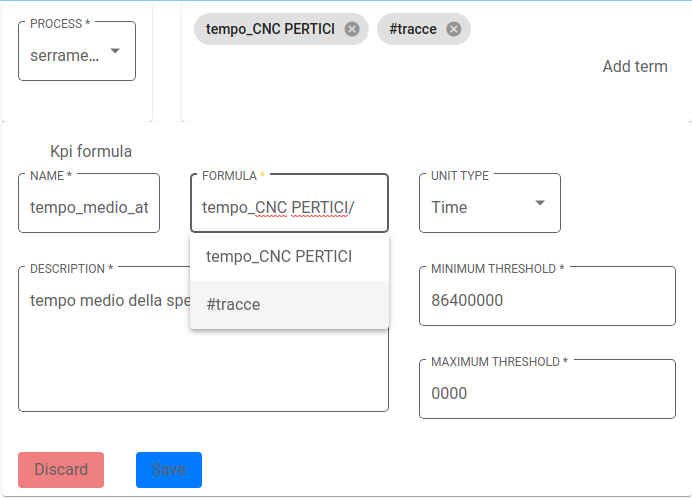 PROCESS *
serrame...
tempo_CNC PERTICI
#tracce
Add term
Kpi formula
NAME *
tempo_medio_at
FORMULA *
tempo_CNC PERTICI/
UNIT TYPE
Time
tempo_CNC PERTICI
#tracce
DESCRIPTION *
tempo medio della spe
MINIMUM THRESHOLD *
86400000
MAXIMUM THRESHOLD *
0000
Discard
Save